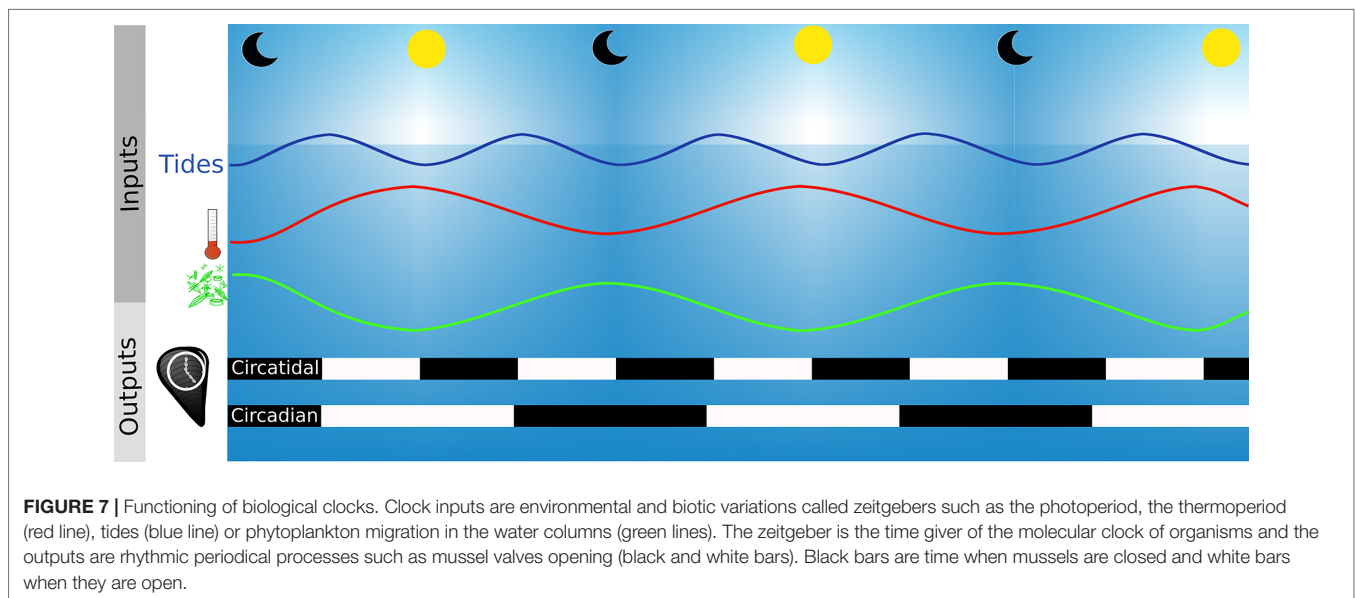 Inputs
Tides
Outputs
Circatidal
Circadian
FIGURE 7 | Functioning of biological clocks. Clock inputs are environmental and biotic variations called zeitgebers such as the photoperiod, the thermoperiod
(red line), tides (blue line) or phytoplankton migration in the water columns (green lines). The zeitgeber is the time giver of the molecular clock of organisms and the
outputs are rhythmic periodical processes such as mussel valves opening (black and white bars). Black bars are time when mussels are closed and white bars
when they are open.